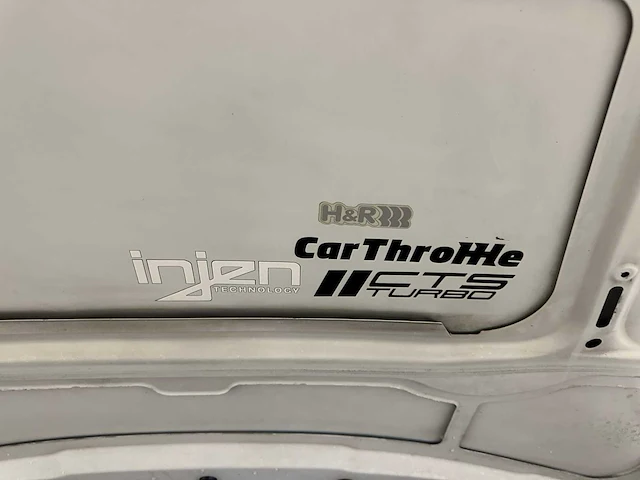 H&R
CarThrottle
injen
TECHNOLOGY
CTS
TURBO